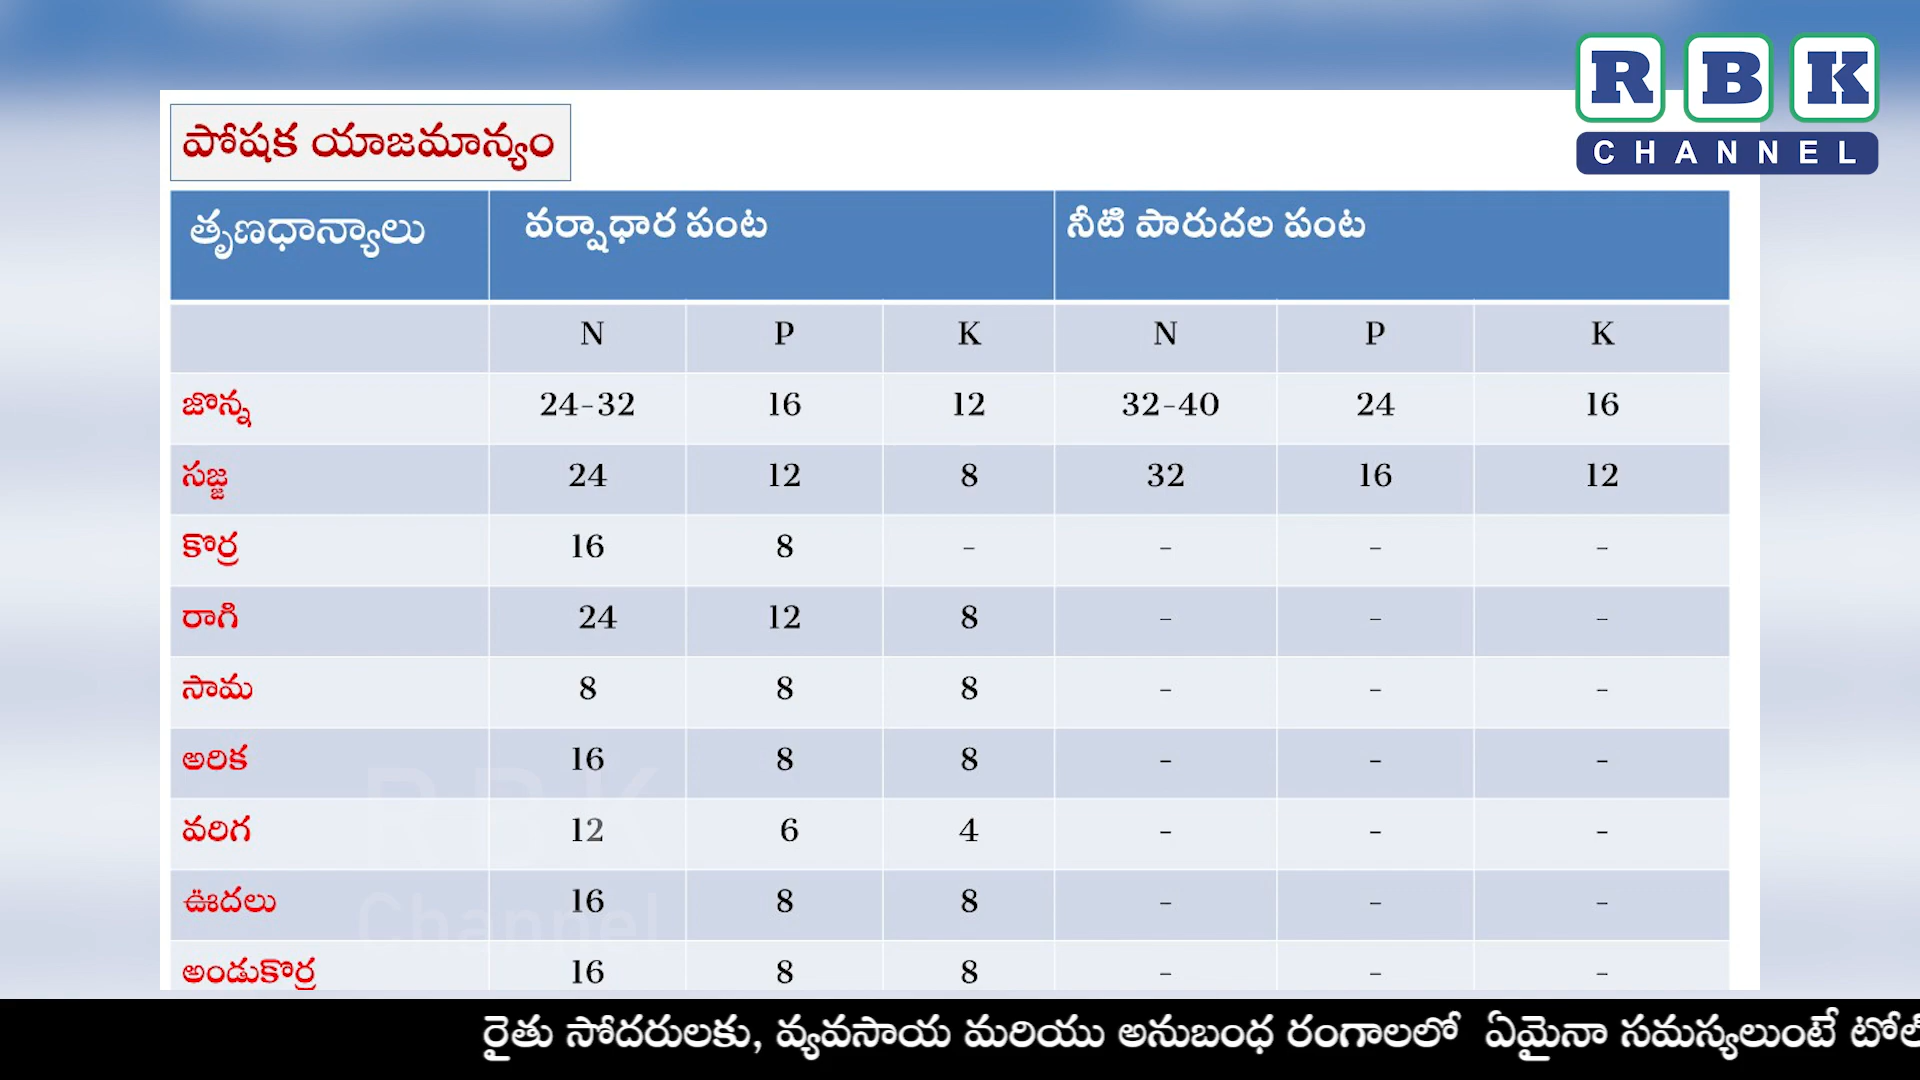 RBK
CHANNEL
పోషక యాజమాన్యం
తృణధాన్యాలు వర్షాధార పంట నీటి పారుదల పంట
N P K N P K
జొన్న 24-32 16 12 32-40 24 16
సజ్జ 24 12 8 32 16 12
కొర్ర 16 8 - - - -
రాగి 24 12 8 - - -
సామ 8 8 8 - - -
అరిక 16 8 8 - - -
వరిగ 12 6 4 - - -
ఊదలు 16 8 8 - - -
అండుకొర్ర 16 8 8 - - -
RBK
Channel
రైతు సోదరులకు, వ్యవసాయ మరియు అనుబంధ రంగాలలో ఏమైనా సమస్యలుంటే